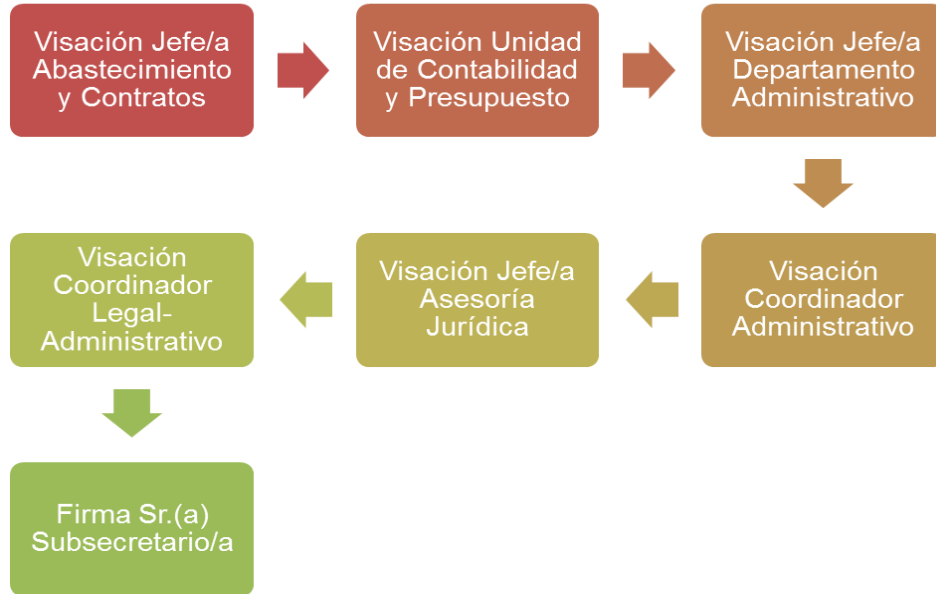 Visación Jefe/a
Abastecimiento
y Contratos
Visación Unidad
de Contabilidad
y Presupuesto
Visación Jefe/a
Departamento
Administrativo
Visación
Coordinador
Administrativo
Visación Jefe/a
Asesoría
Jurídica
Visación
Coordinador
Legal-
Administrativo
Firma Sr.(a)
Subsecretario/a